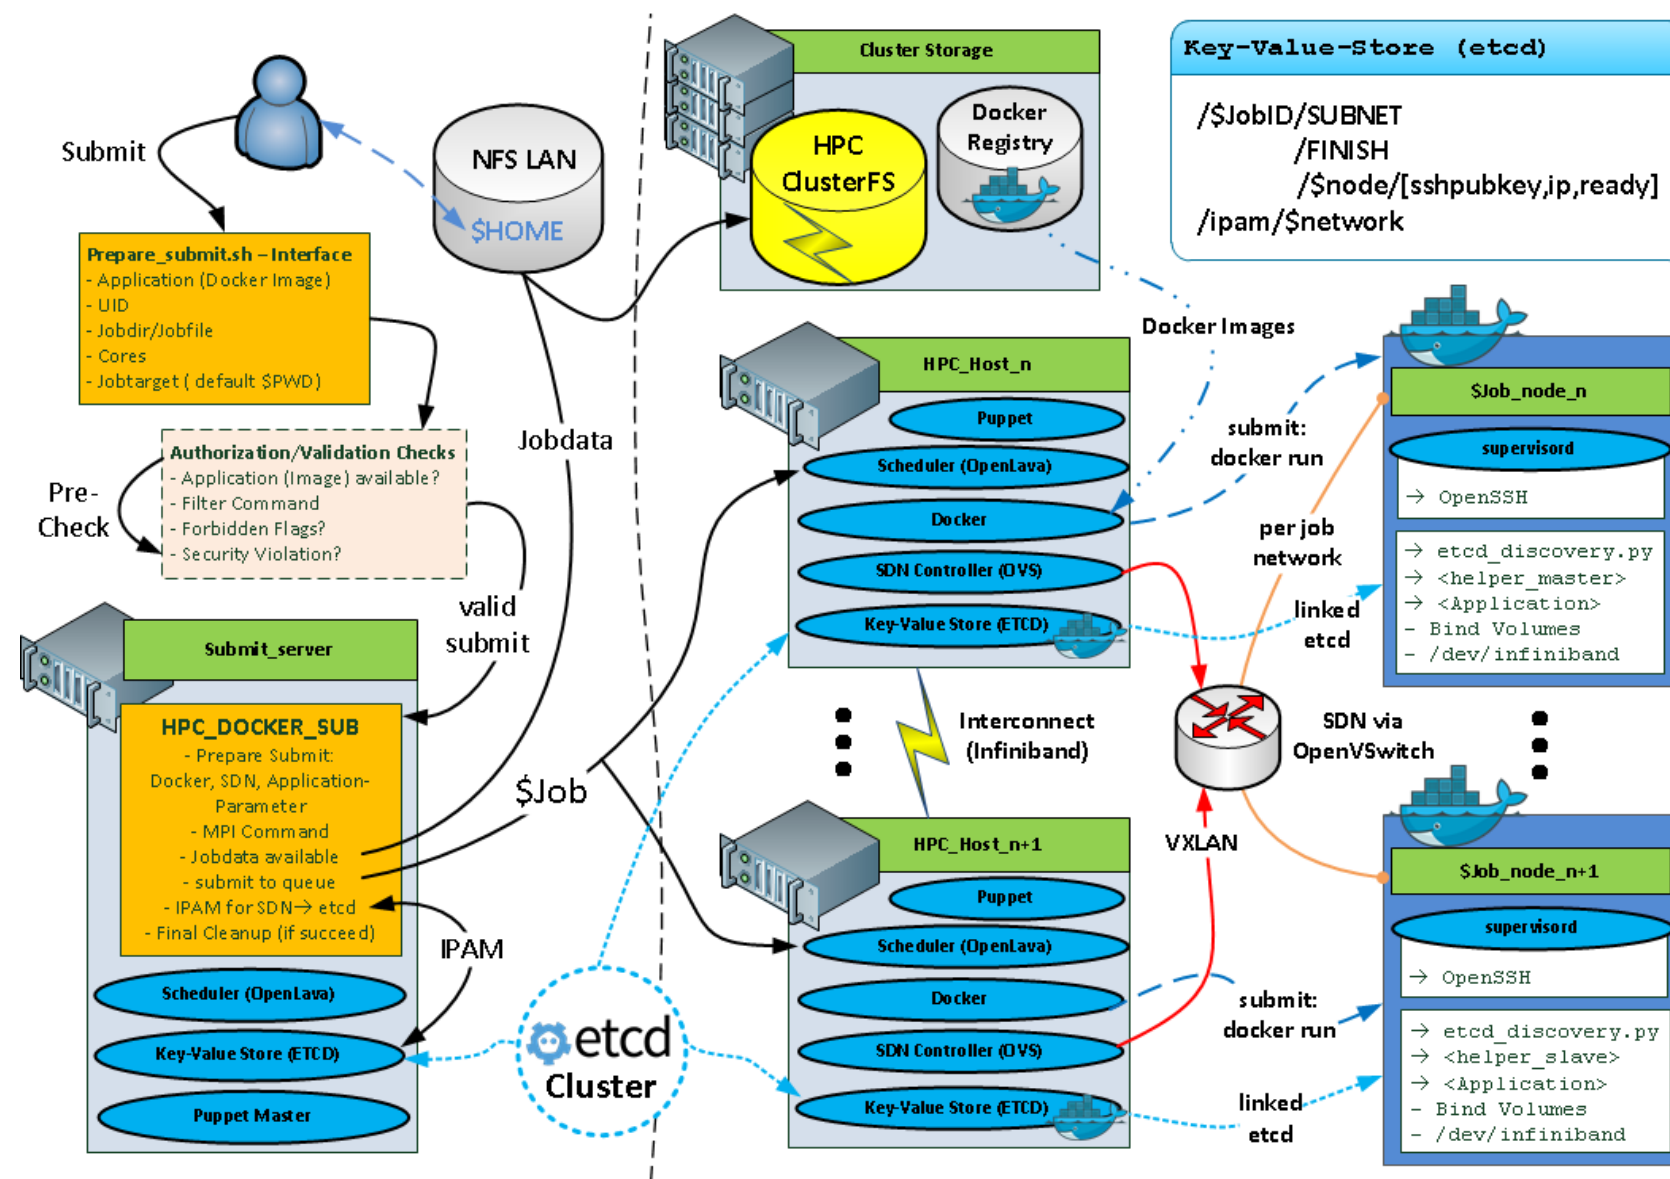 Submit
NFS LAN
$HOME
Prepare_submit.sh – Interface
- Application (Docker Image)
- UID
- Jobdir/Jobfile
- Cores
- Jobtarget ( default $PWD)
Authorization/Validation Checks
- Application (Image) available?
- Filter Command
- Forbidden Flags?
- Security Violation?
Pre-
Check
valid
submit
Jobdata
Submit_server
HPC_DOCKER_SUB
- Prepare Submit:
Docker, SDN, Application-
Parameter
- MPI Command
- Jobdata available
- submit to queue
- IPAM for SDN→ etcd
- Final Cleanup (if succeed)
Scheduler (OpenLava)
Key-Value Store (ETCD)
Puppet Master
IPAM
$Job
etcd
Cluster
Cluster Storage
HPC
ClusterFS
Docker
Registry
Docker Images
Key-Value-Store (etcd)
/$JobID/SUBNET
/FINISH
/$node/[sshpubkey,ip,ready]
/ipam/$network
HPC_Host_n
Puppet
Scheduler (OpenLava)
Docker
SDN Controller (OVS)
Key-Value Store (ETCD)
submit:
docker run
per job
network
linked
etcd
Interconnect
(Infiniband)
SDN via
OpenVSwitch
VXLAN
$Job_node_n
supervisord
→ OpenSSH
→ etcd_discovery.py
→ <helper_master>
→ <Application>
- Bind Volumes
- /dev/infiniband
HPC_Host_n+1
Puppet
Scheduler (OpenLava)
Docker
SDN Controller (OVS)
Key-Value Store (ETCD)
submit:
docker run
linked
etcd
$Job_node_n+1
supervisord
→ OpenSSH
→ etcd_discovery.py
→ <helper_slave>
→ <Application>
- Bind Volumes
- /dev/infiniband